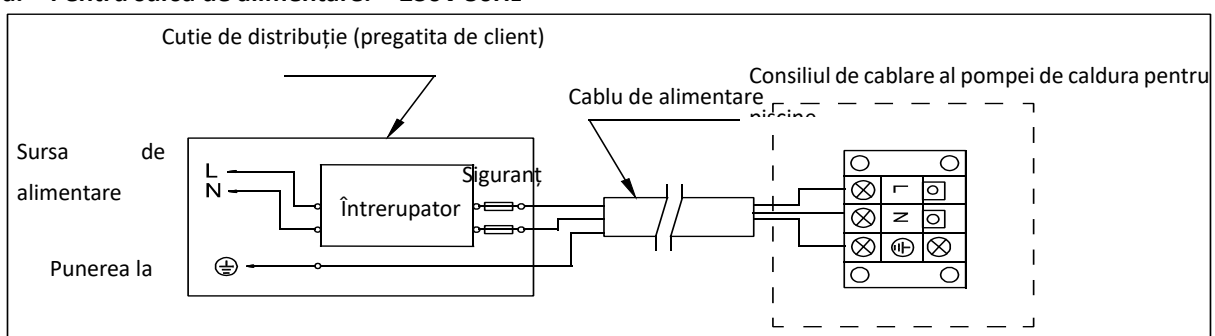 Pentru
Cutie de distribuție (pregatita de client)
Consiliul de cablare al pompei de caldura pentru
Cablu de alimentare
Sursa de
alimentare
L
N
Siguranț
Întrerupator
L
N
Punerea la